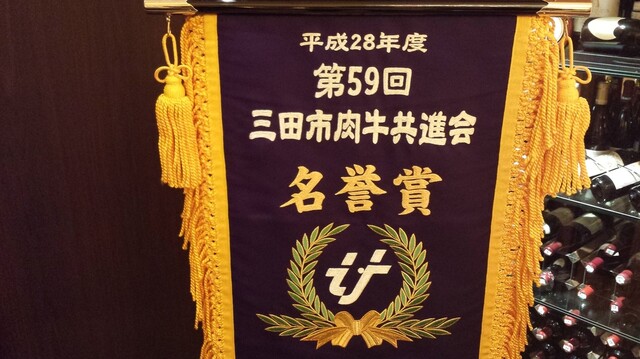 平成28年度
第59回
三田市肉牛共進会
名誉賞